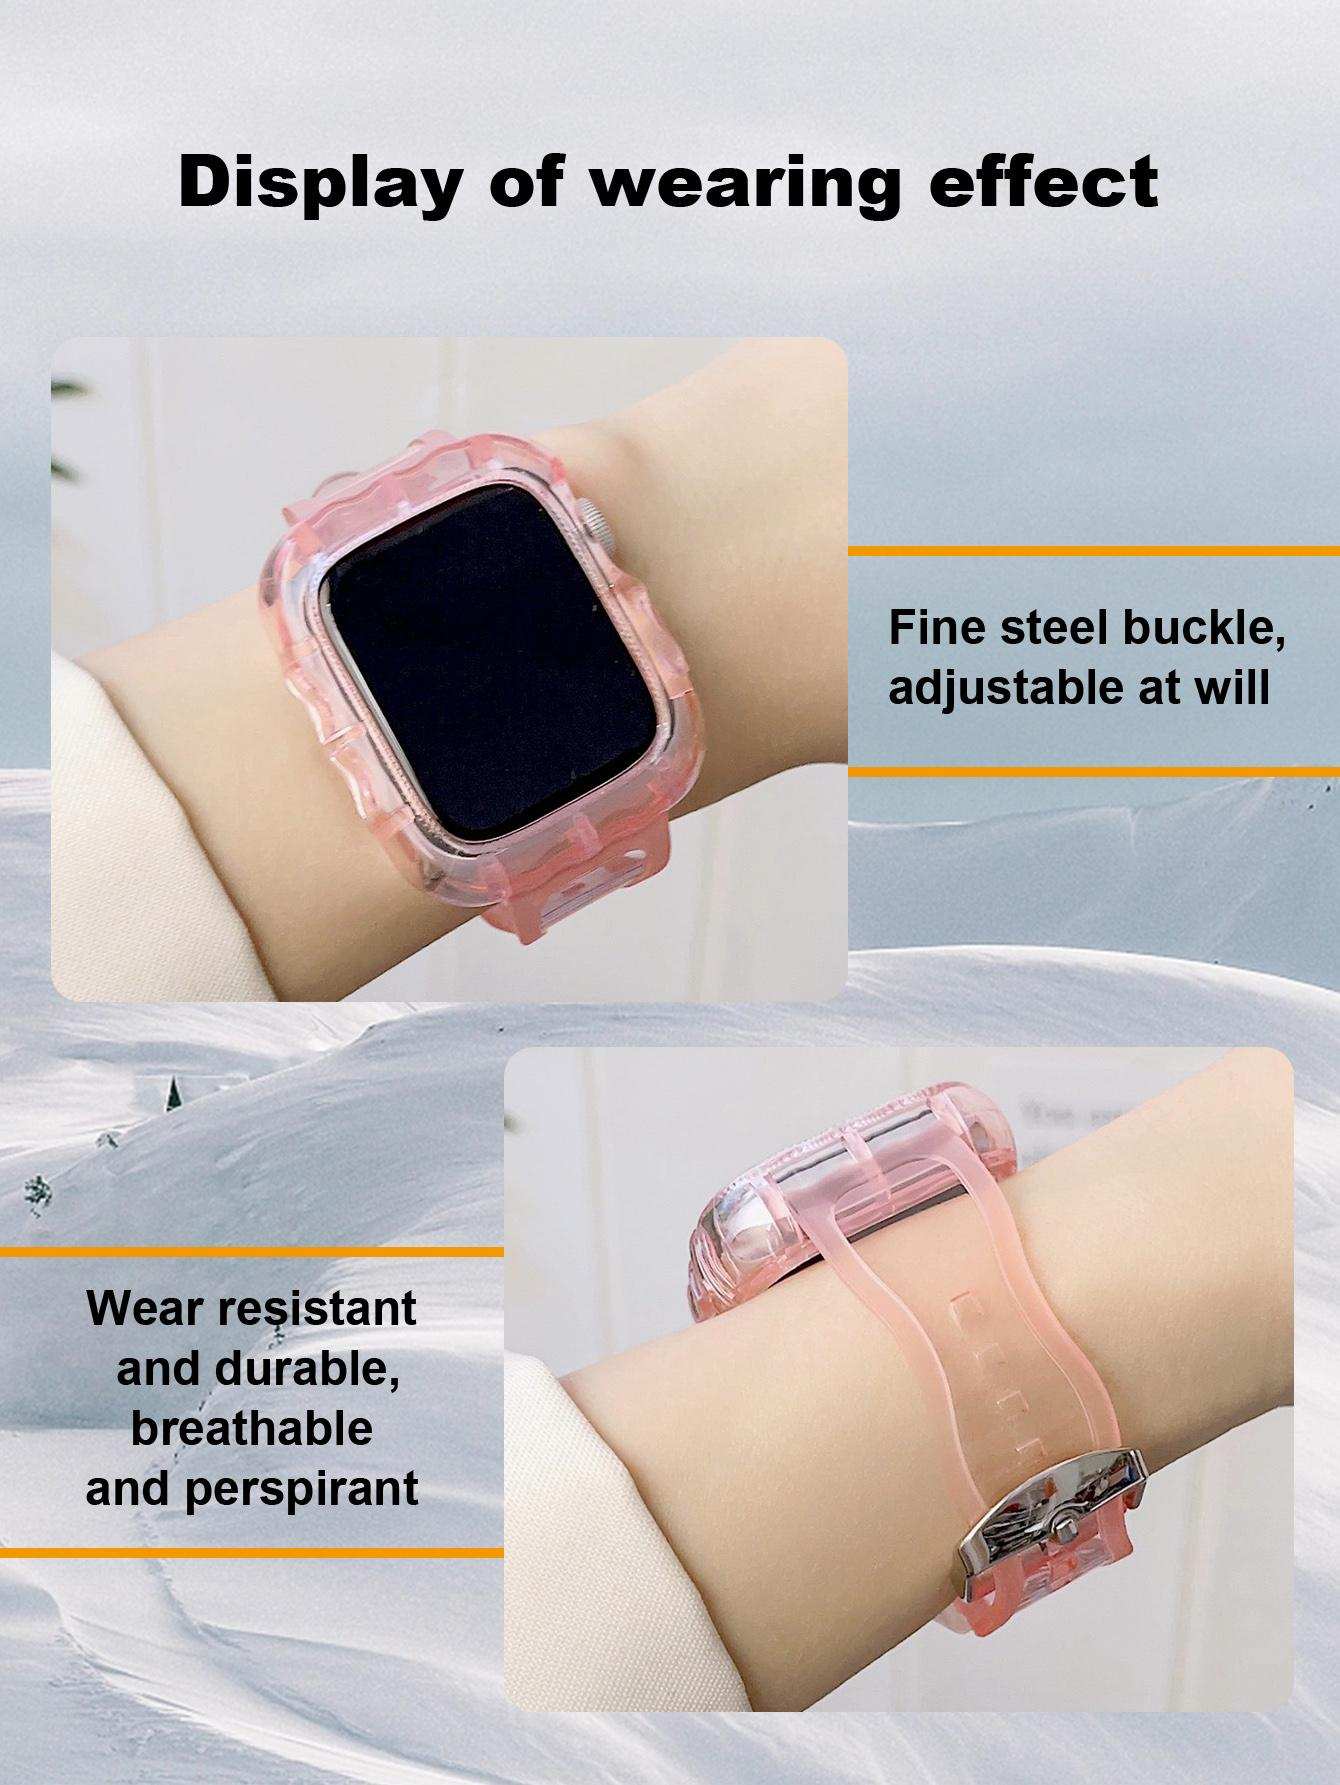 Display of wearing effect
Fine steel buckle,
adjustable at will
Wear resistant
and durable,
breathable
and perspirant